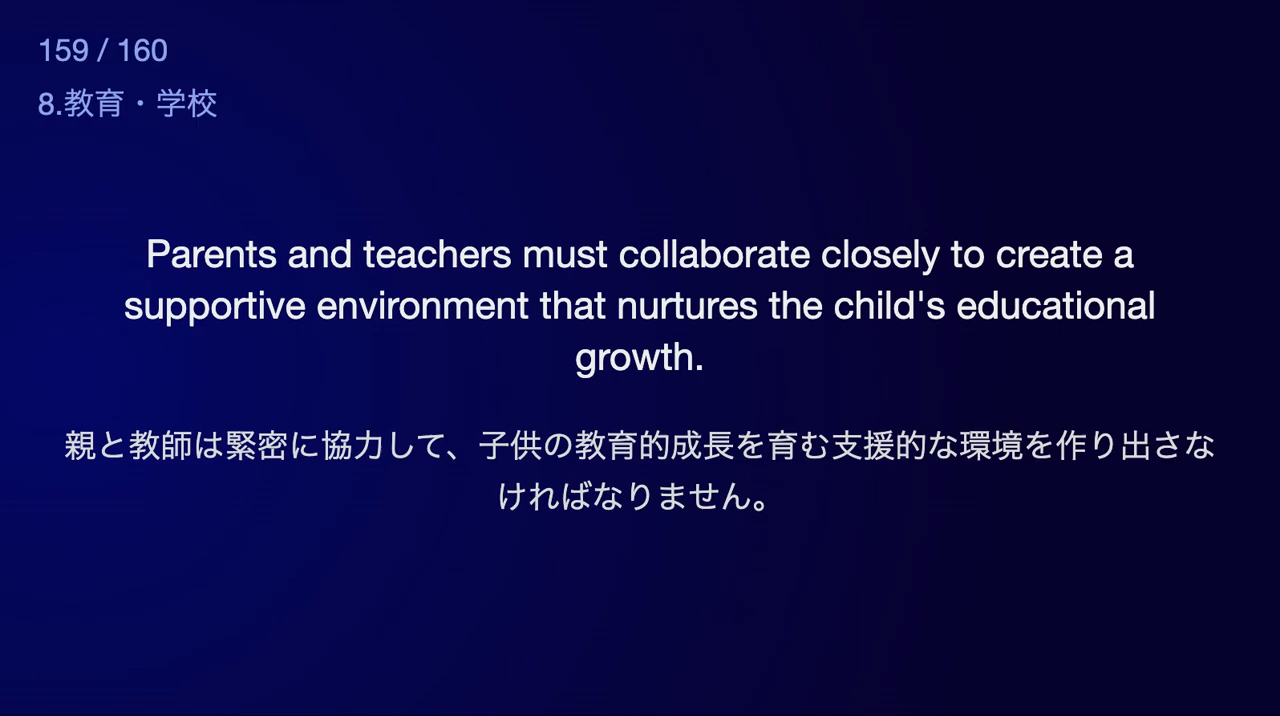 159 / 160
8.教育・学校
Parents and teachers must collaborate closely to create a
supportive environment that nurtures the child's educational
growth.
親と教師は緊密に協力して、子供の教育的成長を育む支援的な環境を作り出さな
ければなりません。